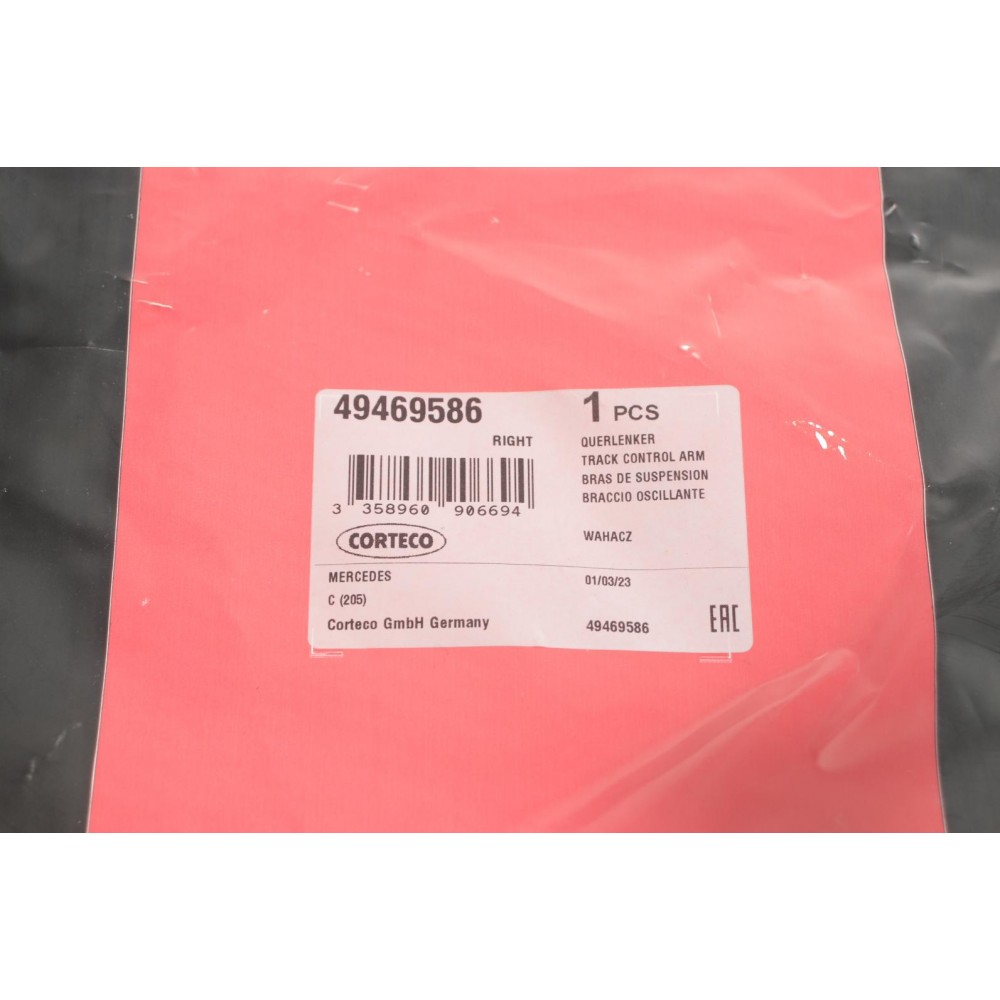 49469586
1 PCS
RIGHT
QUERLENKER
TRACK CONTROL ARM
BRAS DE SUSPENSION
BRACCIO OSCILLANTE
3 358960 906694
CORTECO
WAHACZ
MERCEDES
01/03/23
C (205)
Corteco GmbH Germany
49469586
EAC